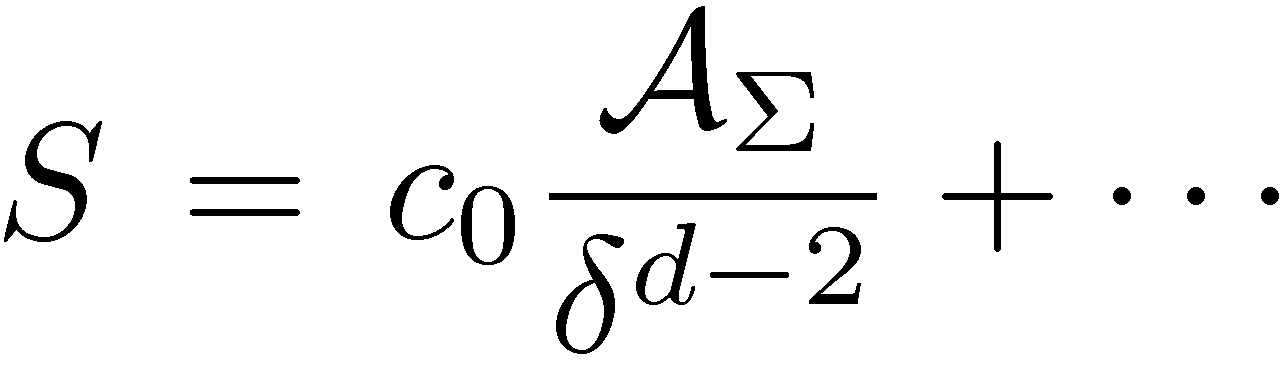 $S = c_0 \frac{\mathcal{A}_\Sigma}{\delta^{d-2}} + \cdots$